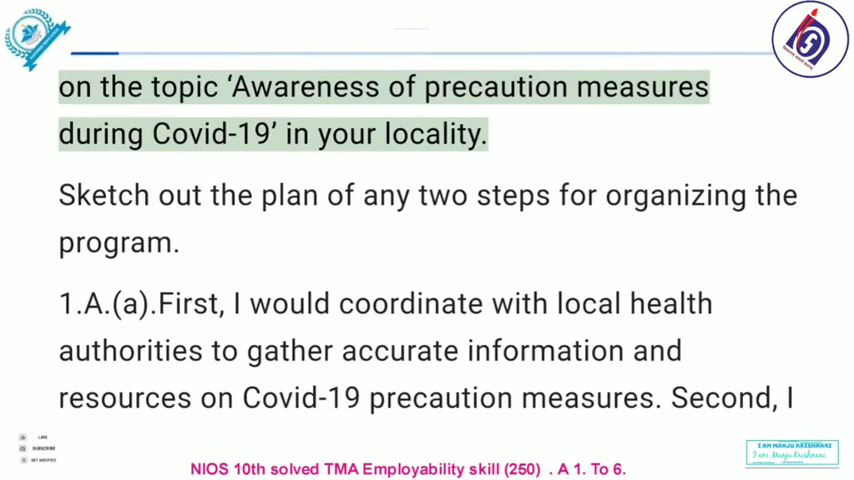 on the topic ‘Awareness of precaution measures
during Covid-19’ in your locality.
Sketch out the plan of any two steps for organizing the
program.
1.A.(a).First, I would coordinate with local health
authorities to gather accurate information and
resources on Covid-19 precaution measures. Second, I
LIKE
SUBSCRIBE
GET NOTIFIED
I AM MANJU KRISHNANI
I am Manju Krishnani
NIOS 10th solved TMA Employability skill (250) . A 1. To 6.